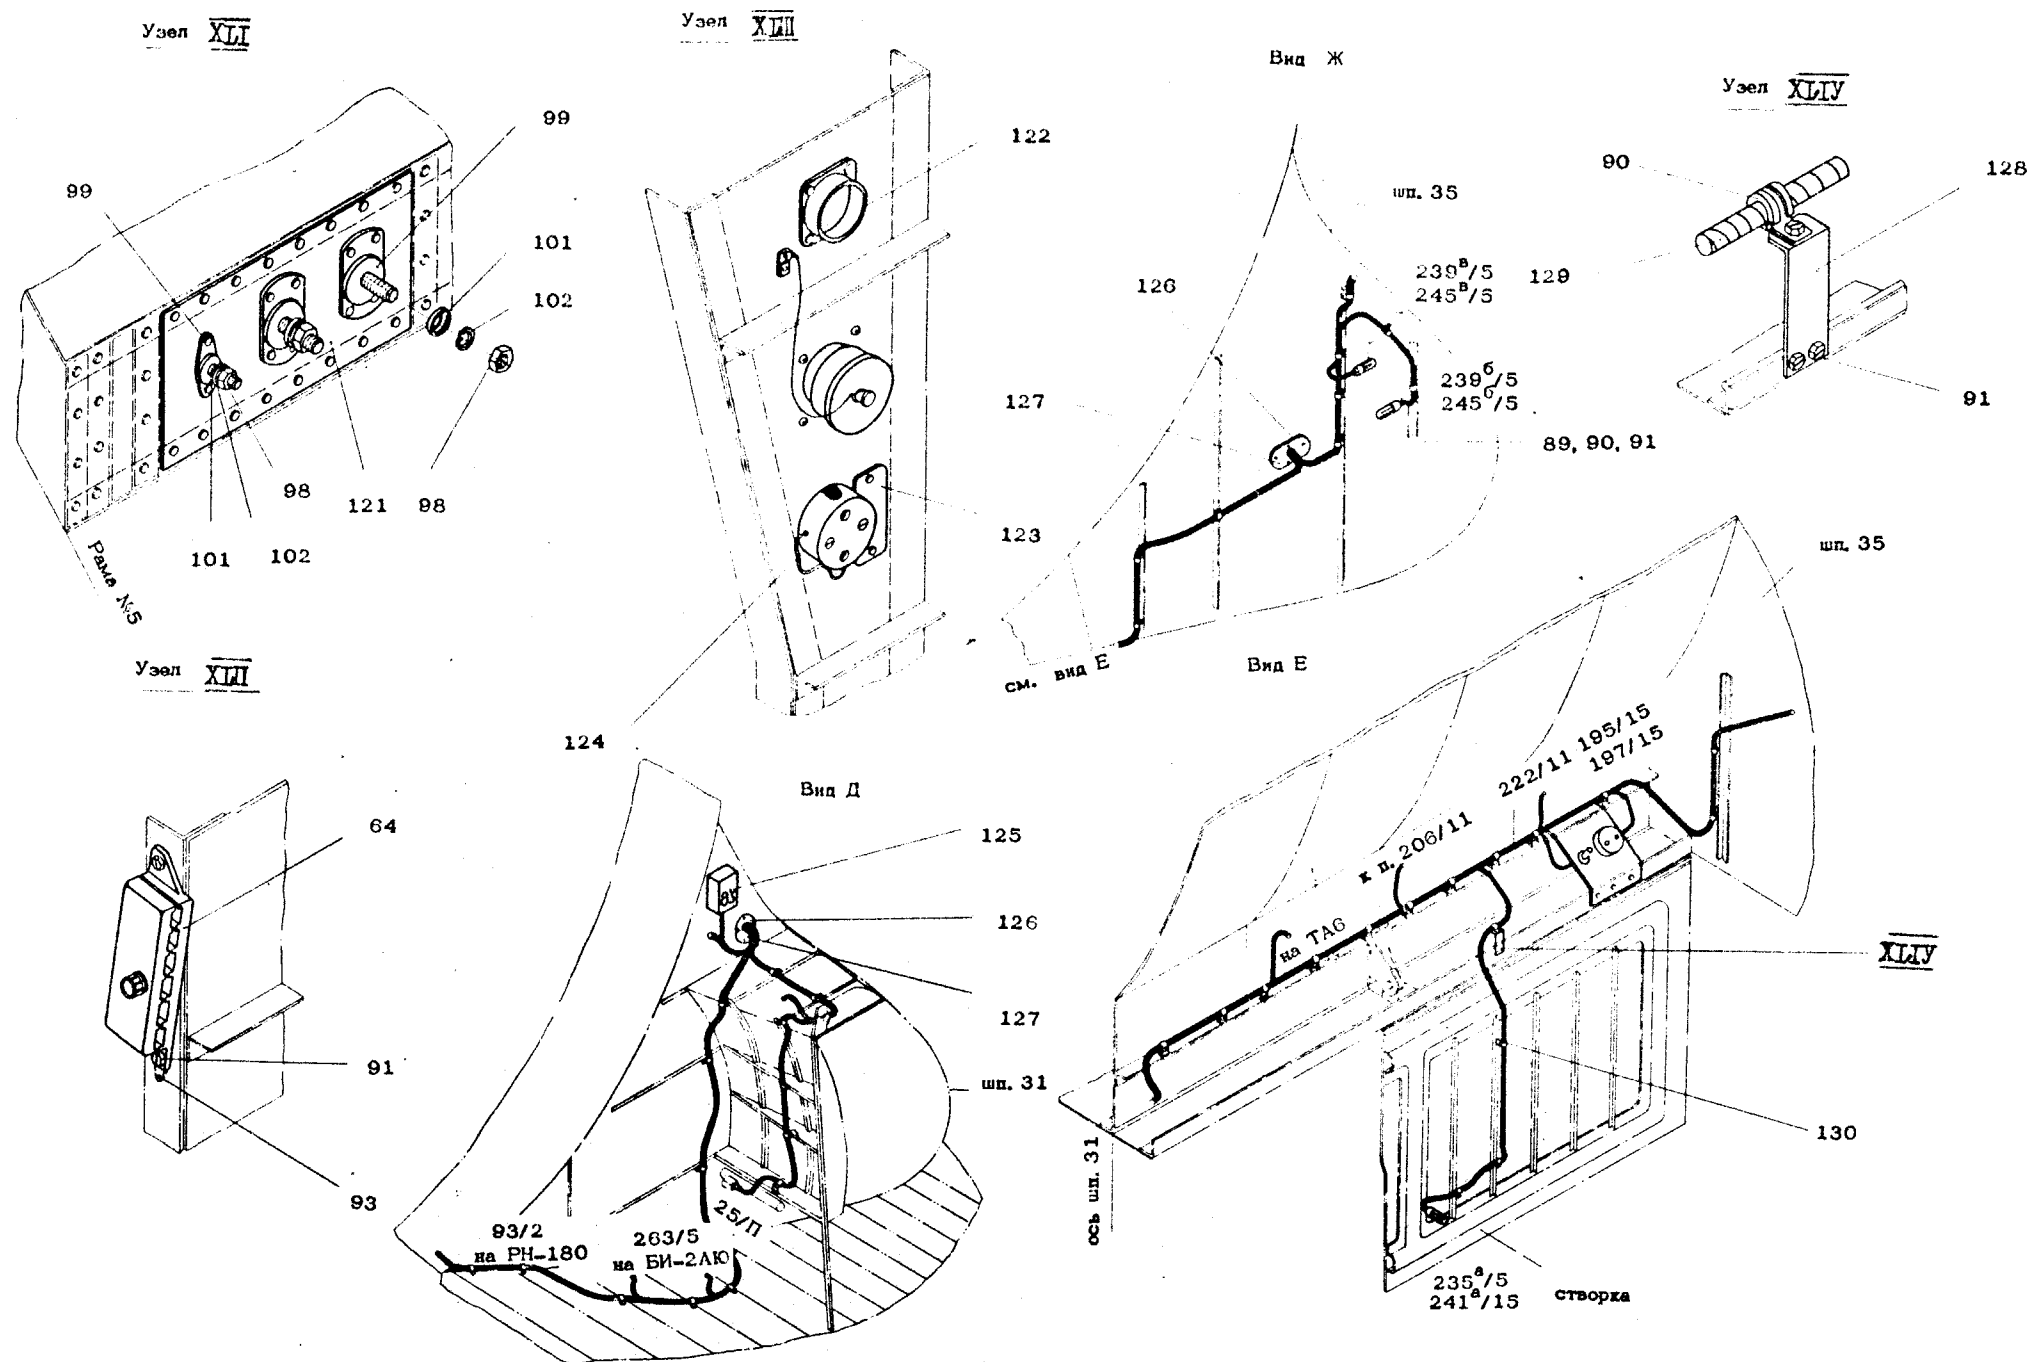 Узел XLI
99
99
101
102
98
121
98
101
102
Рама №5
Узел XLIII
122
123
124
Вид Ж
шп. 35
126
239в/5
245в/5
127
239б/5
245б/5
89, 90, 91
см. вид Е
Узел XLIУ
90
128
129
91
Узел XLII
64
91
93
Вид Д
125
126
127
шп. 31
25/П
93/2
на РН-180
263/5
на БИ-2АЮ
Вид Е
шп. 35
222/11 195/15
197/15
к п. 206/11
на ТА6
XLIУ
130
ось шп. 31
235а/5
241а/15
створка